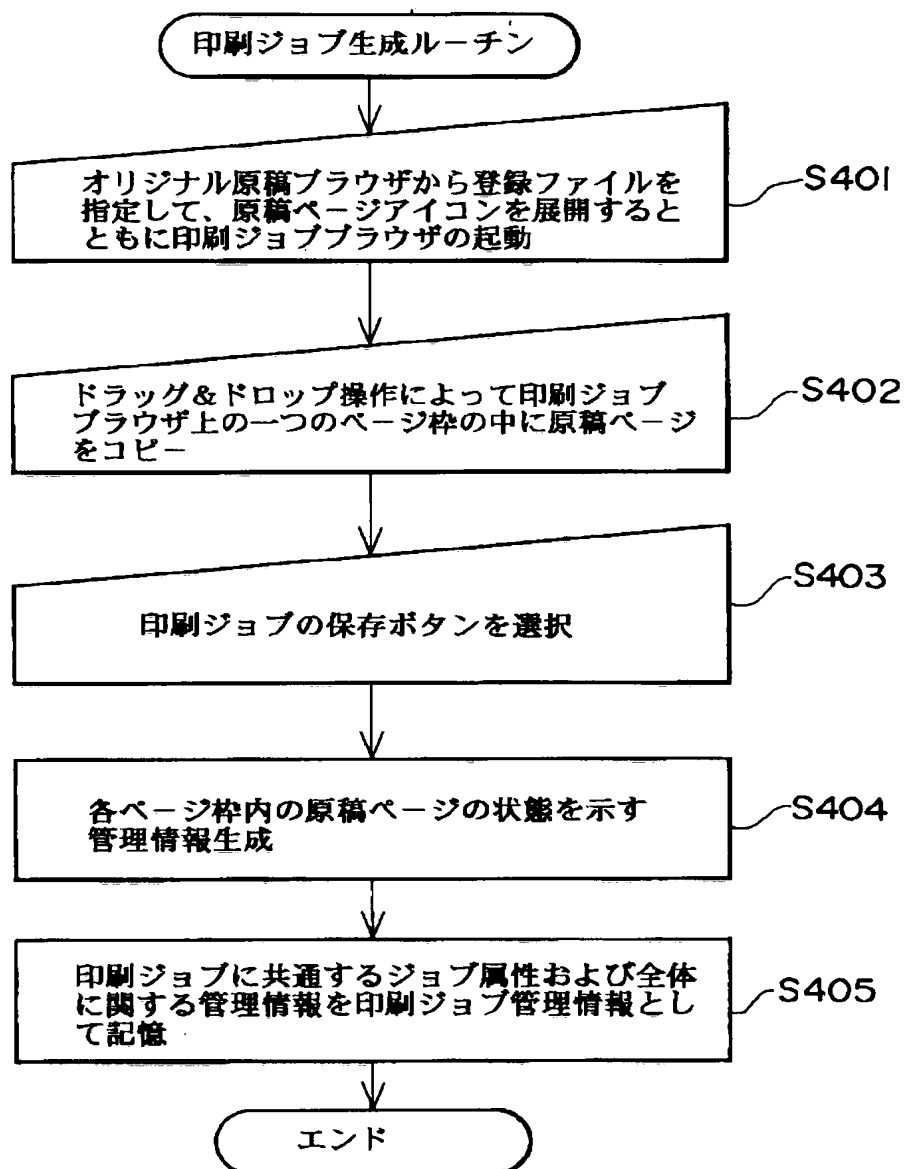 印刷ジョブ生成ルーチン
オリジナル原稿ブラウザから登録ファイルを
指定して、原稿ページアイコンを展開すると
ともに印刷ジョブブラウザの起動
S401
ドラッグ&ドロップ操作によって印刷ジョブ
ブラウザ上の一つのページ枠の中に原稿ページ
をコピー
S402
印刷ジョブの保存ボタンを選択
S403
各ページ枠内の原稿ページの状態を示す
管理情報生成
S404
印刷ジョブに共通するジョブ属性および全体
に関する管理情報を印刷ジョブ管理情報とし
て記憶
S405
エンド